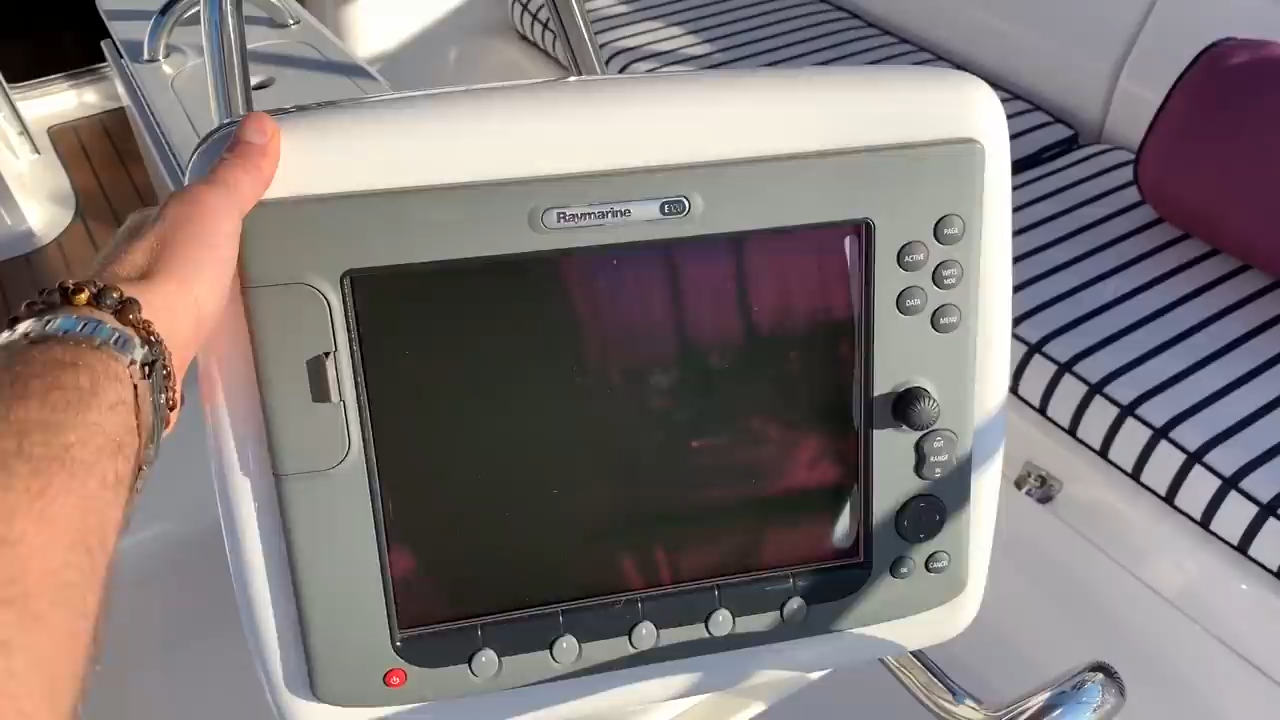 Raymarine E120
PAGE
ACTIVE
WPTS
MOB
DATA
MENU
OUT
RANGE
IN
OK
CANCEL